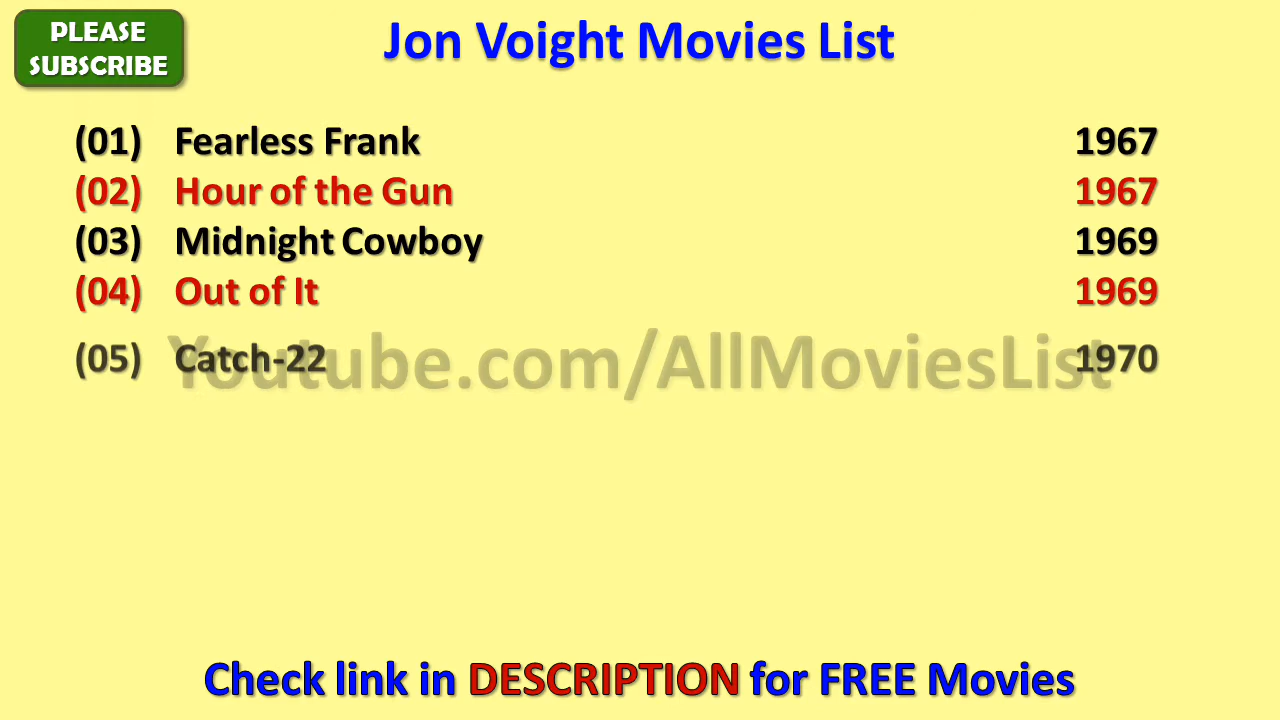 PLEASE
SUBSCRIBE
Jon Voight Movies List
(01) Fearless Frank 1967
(02) Hour of the Gun 1967
(03) Midnight Cowboy 1969
(04) Out of It 1969
(05) Catch-22 1970
Youtube.com/AllMoviesList
Check link in DESCRIPTION for FREE Movies